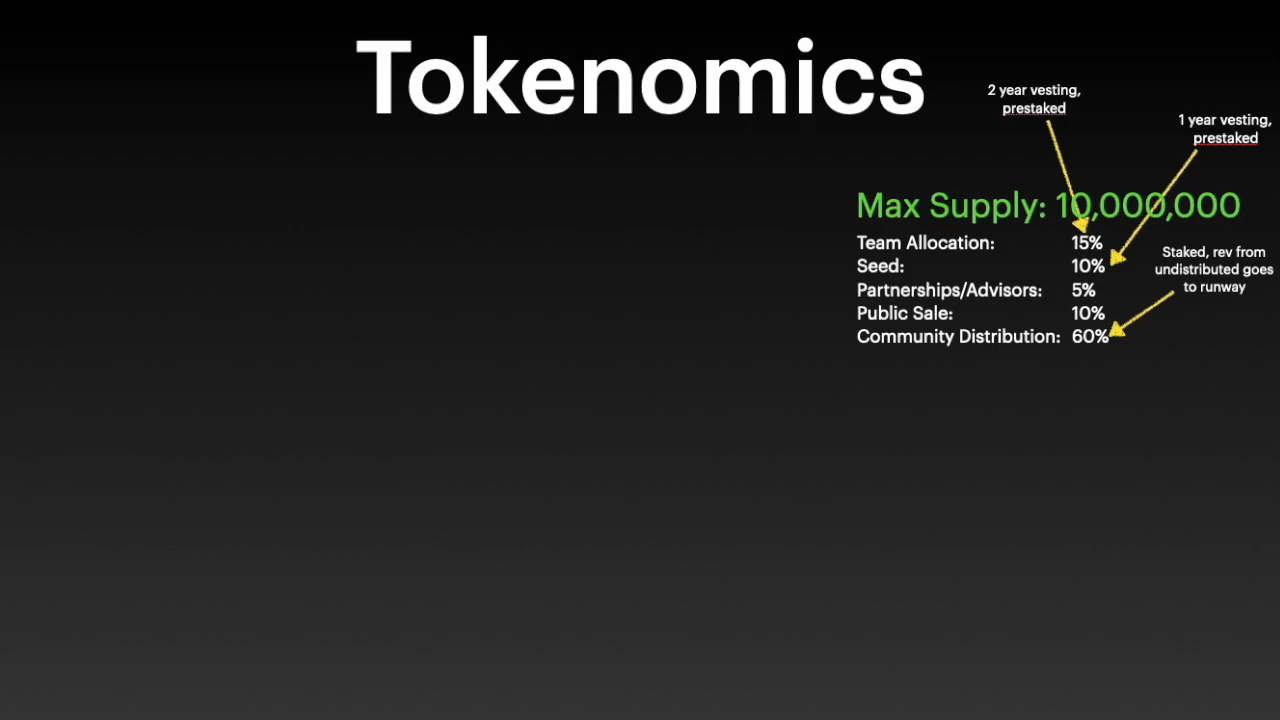 Tokenomics
2 year vesting,
prestaked
1 year vesting,
prestaked
Max Supply: 10,000,000
Team Allocation: 15%
Seed: 10%
Partnerships/Advisors: 5%
Public Sale: 10%
Community Distribution: 60%
Staked, rev from
undistributed goes
to runway